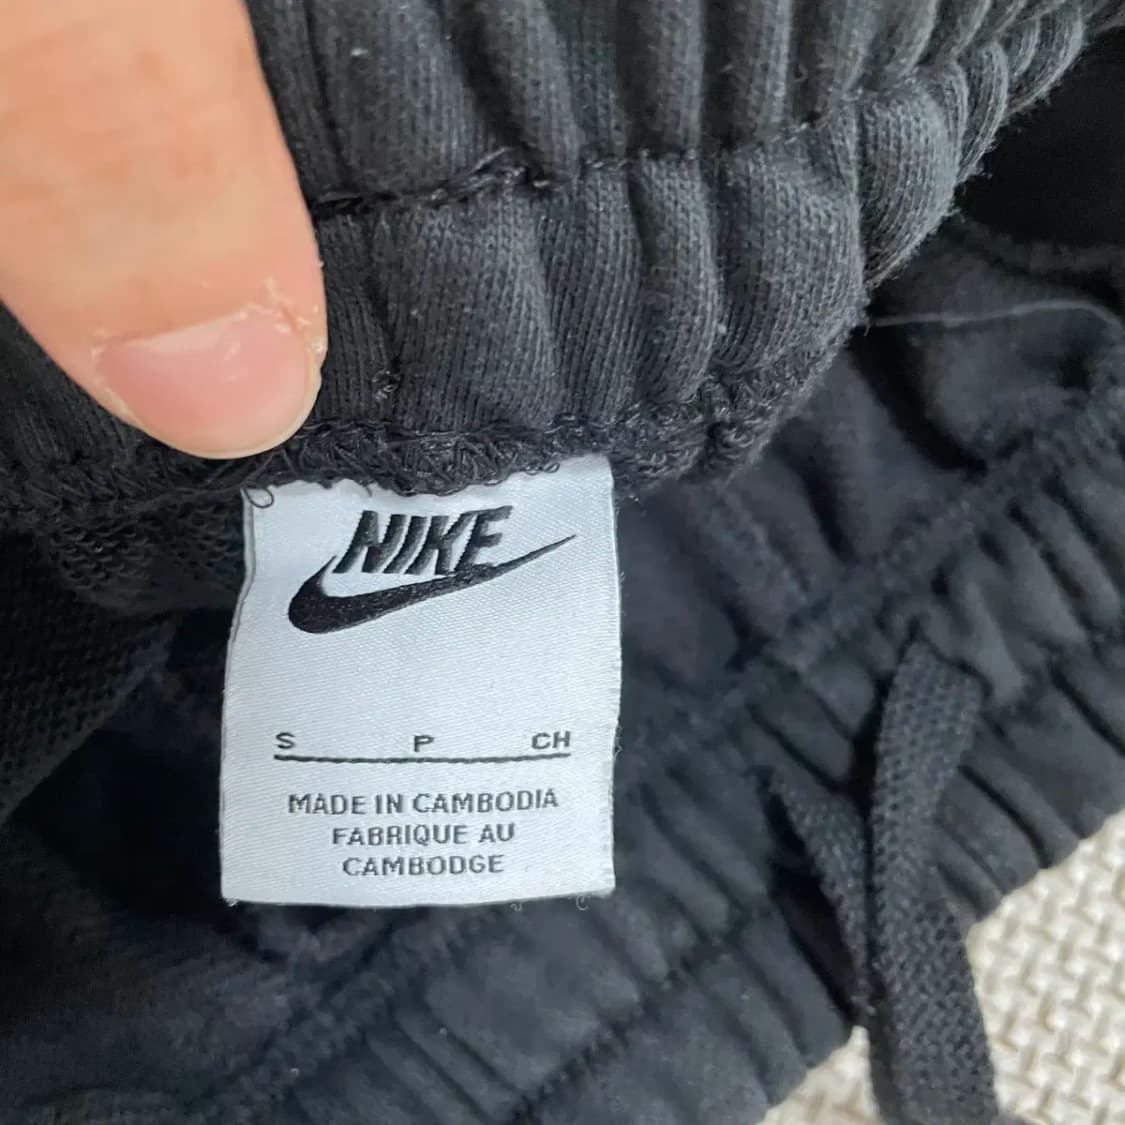 NIKE
S P CH
MADE IN CAMBODIA
FABRIQUE AU
CAMBODGE